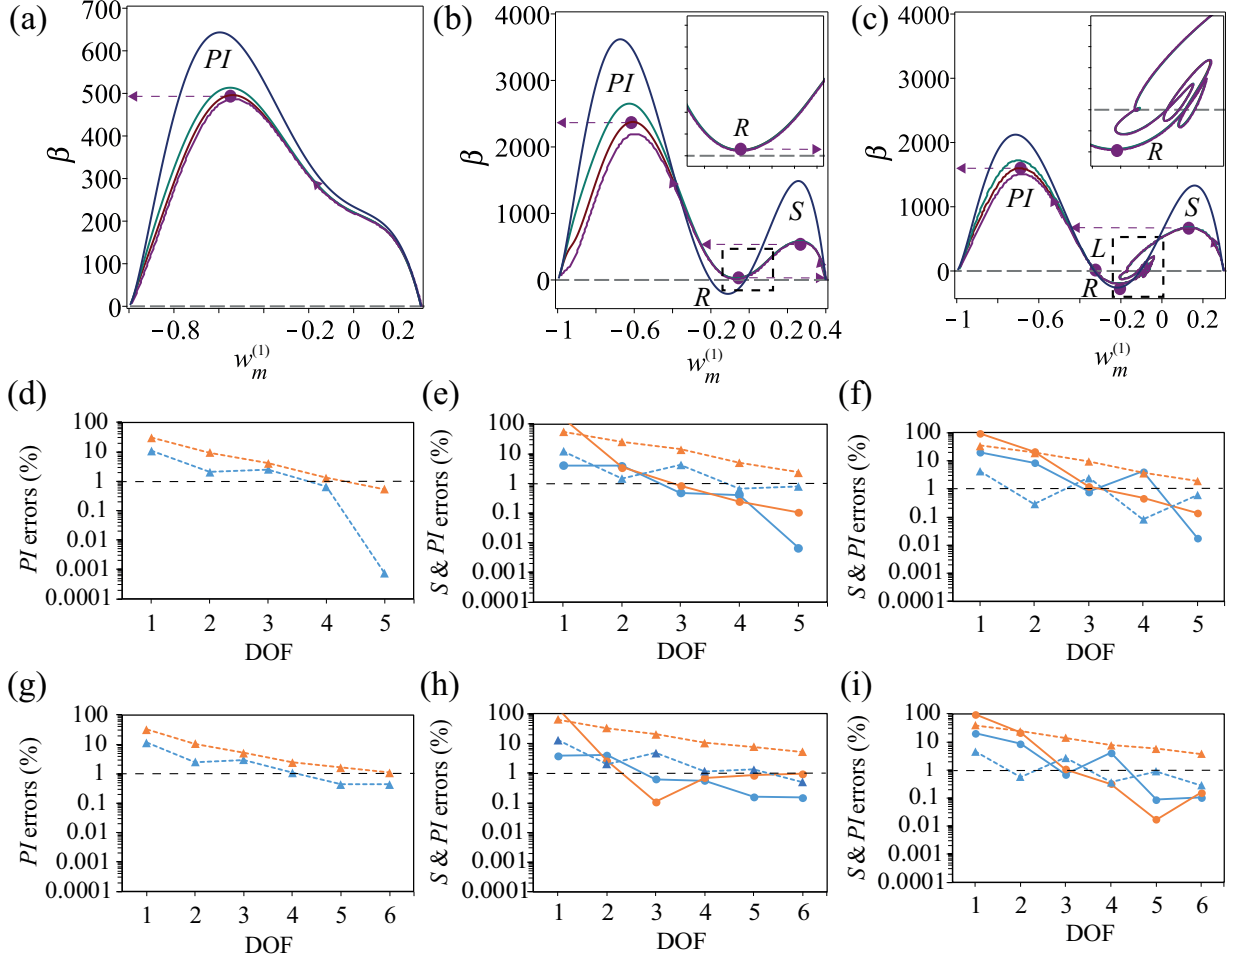 (a)
700
600
500
400
300
200
100
0
β
PI
−0.8
−0.4
0
0.2
w_m^(1)
(b)
4000
3000
2000
1000
0
β
PI
R
S
R
−1
−0.6
−0.2
0
0.2
0.4
w_m^(1)
(c)
4000
3000
2000
1000
0
β
PI
R
S
L
R
−1
−0.6
−0.2
0
0.2
w_m^(1)
(d)
100
10
1
0.1
0.01
0.001
0.0001
PI errors (%)
1 2 3 4 5
DOF
(e)
100
10
1
0.1
0.01
0.001
0.0001
S & PI errors (%)
1 2 3 4 5
DOF
(f)
100
10
1
0.1
0.01
0.001
0.0001
S & PI errors (%)
1 2 3 4 5
DOF
(g)
100
10
1
0.1
0.01
0.001
0.0001
PI errors (%)
1 2 3 4 5 6
DOF
(h)
100
10
1
0.1
0.01
0.001
0.0001
S & PI errors (%)
1 2 3 4 5 6
DOF
(i)
100
10
1
0.1
0.01
0.001
0.0001
S & PI errors (%)
1 2 3 4 5 6
DOF